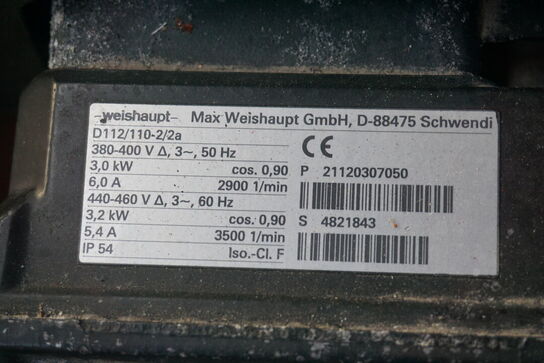 -weishaupt- Max Weishaupt GmbH, D-88475 Schwendi
D112/110-2/2a
380-400 V Δ, 3~, 50 Hz
3,0 kW cos. 0,90
6,0 A 2900 1/min
440-460 V Δ, 3~, 60 Hz
3,2 kW cos. 0,90
5,4 A 3500 1/min
IP 54 Iso.-Cl. F
CE
P 21120307050
S 4821843